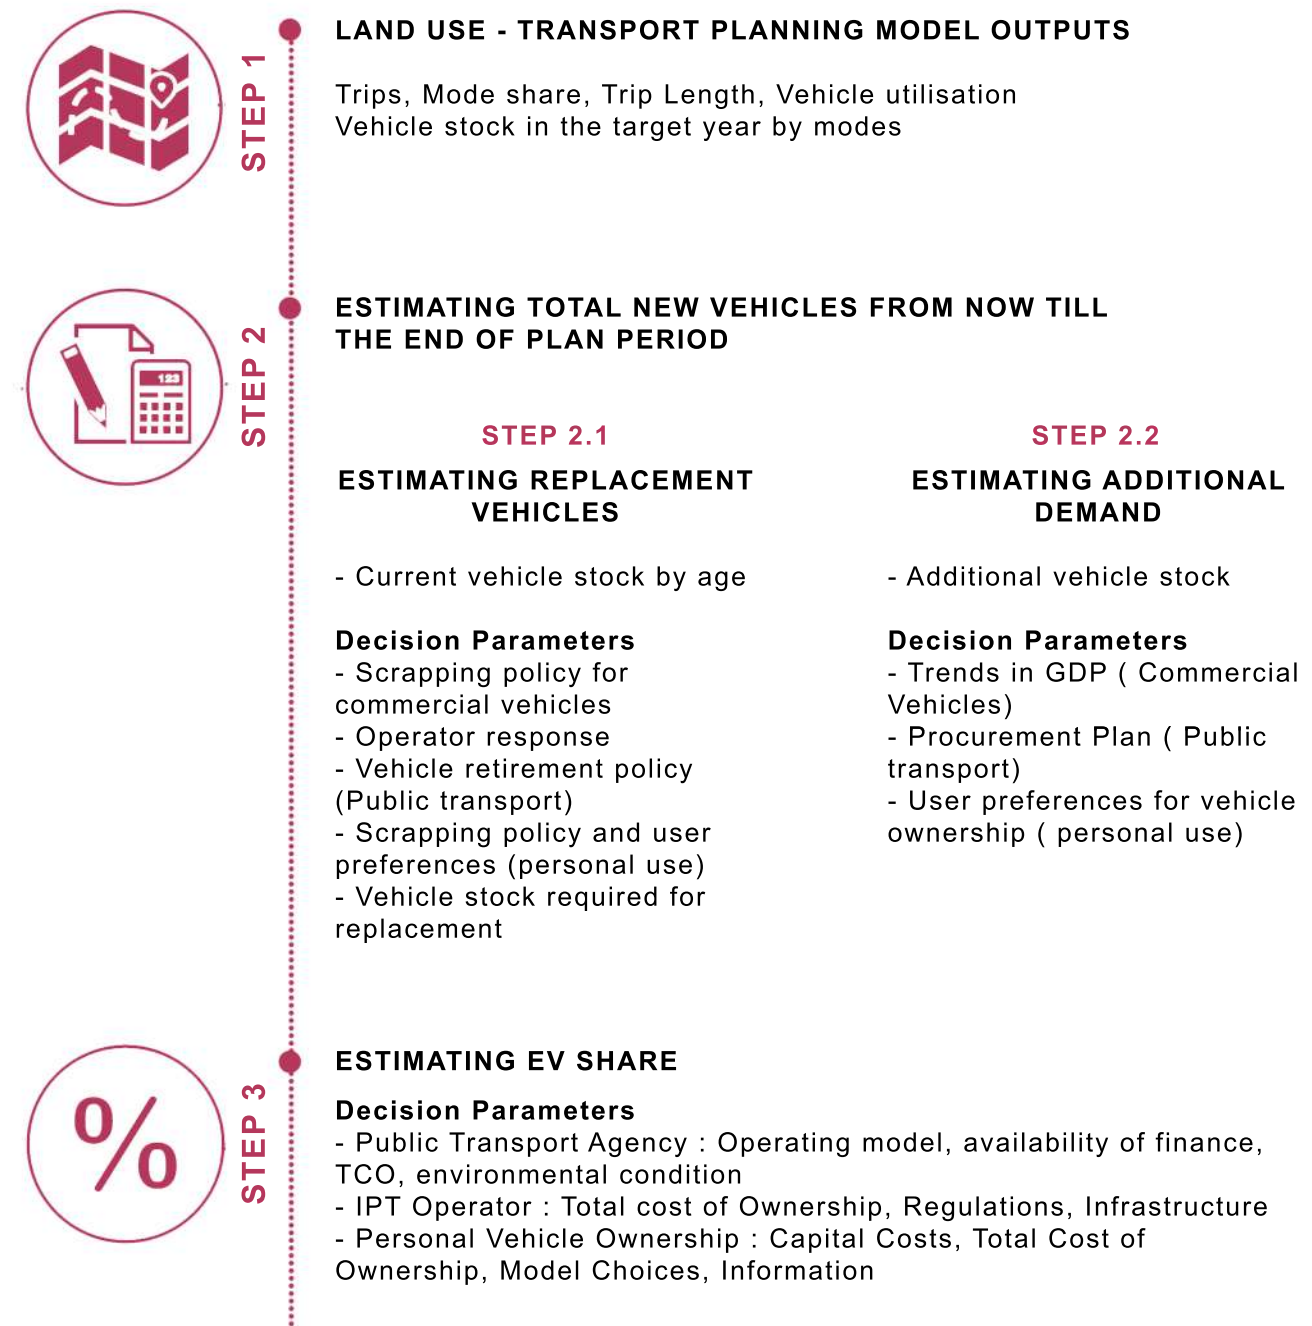 STEP 1
LAND USE - TRANSPORT PLANNING MODEL OUTPUTS
Trips, Mode share, Trip Length, Vehicle utilisation
Vehicle stock in the target year by modes
STEP 2
123
ESTIMATING TOTAL NEW VEHICLES FROM NOW TILL
THE END OF PLAN PERIOD
STEP 2.1
ESTIMATING REPLACEMENT
VEHICLES
- Current vehicle stock by age
Decision Parameters
- Scrapping policy for
commercial vehicles
- Operator response
- Vehicle retirement policy
(Public transport)
- Scrapping policy and user
preferences (personal use)
- Vehicle stock required for
replacement
STEP 2.2
ESTIMATING ADDITIONAL
DEMAND
- Additional vehicle stock
Decision Parameters
- Trends in GDP ( Commercial
Vehicles)
- Procurement Plan ( Public
transport)
- User preferences for vehicle
ownership ( personal use)
%
STEP 3
ESTIMATING EV SHARE
Decision Parameters
- Public Transport Agency : Operating model, availability of finance,
TCO, environmental condition
- IPT Operator : Total cost of Ownership, Regulations, Infrastructure
- Personal Vehicle Ownership : Capital Costs, Total Cost of
Ownership, Model Choices, Information